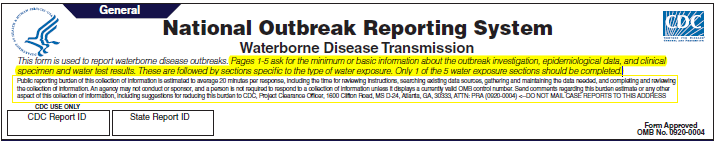 General
National Outbreak Reporting System
CDC
Waterborne Disease Transmission
This form is used to report waterborne disease outbreaks. Pages 1-5 ask for the minimum or basic information about the outbreak investigation, epidemiological data, and clinical
specimen and water test results. These are followed by sections specific to the type of water exposure. Only 1 of the 5 water exposure sections should be completed.
Public reporting burden of this collection of information is estimated to average 20 minutes per response, including the time for reviewing instructions, searching existing data sources, gathering and maintaining the data needed, and completing and reviewing
the collection of information. An agency may not conduct or sponsor, and a person is not required to respond to a collection of information unless it displays a currently valid OMB control number. Send comments regarding this burden estimate or any other
aspect of this collection of information, including suggestions for reducing this burden to CDC, Project Clearance Officer, 1600 Clifton Road, MS D-24, Atlanta, GA, 30333, ATTN: PRA (0920-0004) <--DO NOT MAIL CASE REPORTS TO THIS ADDRESS
CDC USE ONLY
CDC Report ID
State Report ID
Form Approved
OMB No. 0920-0004